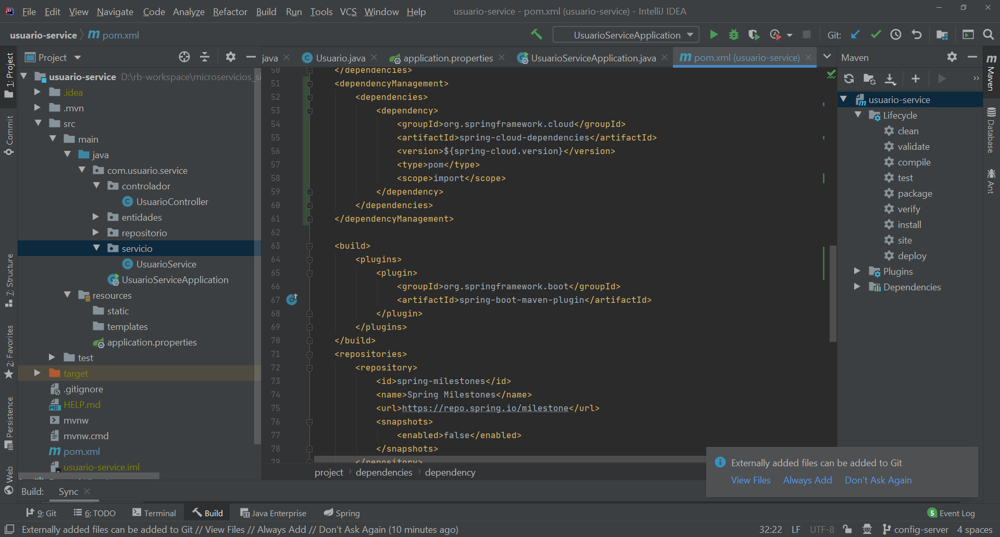 File Edit View Navigate Code Analyze Refactor Build Run Tools VCS Window Help usuario-service - pom.xml (usuario-service) - IntelliJ IDEA
usuario-service pom.xml UsuarioServiceApplication Git:
1: Project
Commit
7: Structure
2: Favorites
Persistence
Web
Project
usuario-service D:\rb-workspace\microservicios_si
.idea
.mvn
src
main
java
com.usuario.service
controlador
UsuarioController
entidades
repositorio
servicio
UsuarioService
UsuarioServiceApplication
resources
static
templates
application.properties
test
target
.gitignore
HELP.md
mvnw
mvnw.cmd
pom.xml
usuario-service.iml
java Usuario.java application.properties UsuarioServiceApplication.java pom.xml (usuario-service)
50 </dependencies>
51 <dependencyManagement>
52 <dependencies>
53 <dependency>
54 <groupId>org.springframework.cloud</groupId>
55 <artifactId>spring-cloud-dependencies</artifactId>
56 <version>${spring-cloud.version}</version>
57 <type>pom</type>
58 <scope>import</scope>
59 </dependency>
60 </dependencies>
61 </dependencyManagement>
62
63 <build>
64 <plugins>
65 <plugin>
66 <groupId>org.springframework.boot</groupId>
67 <artifactId>spring-boot-maven-plugin</artifactId>
68 </plugin>
69 </plugins>
70 </build>
71 <repositories>
72 <repository>
73 <id>spring-milestones</id>
74 <name>Spring Milestones</name>
75 <url>https://repo.spring.io/milestone</url>
76 <snapshots>
77 <enabled>false</enabled>
78 </snapshots>
79 </repository>
project dependencies dependency
Maven
usuario-service
Lifecycle
clean
validate
compile
test
package
verify
install
site
deploy
Plugins
Dependencies
Maven
Database
Ant
Externally added files can be added to Git
View Files Always Add Don't Ask Again
Build: Sync
9: Git 6: TODO Terminal Build Java Enterprise Spring 5 Event Log
Externally added files can be added to Git // View Files // Always Add // Don't Ask Again (10 minutes ago) 32:22 LF UTF-8 config-server 4 spaces